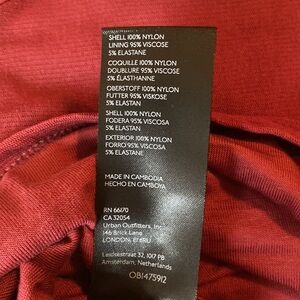 SHELL 100% NYLON
LINING 95% VISCOSE
5% ELASTANE
COQUILLE 100% NYLON
DOUBLURE 95% VISCOSE
5% ÉLASTHANNE
OBERSTOFF 100% NYLON
FUTTER 95% VISKOSE
5% ELASTAN
SHELL 100% NYLON
FODERA 95% VISCOSA
5% ELASTAN
EXTERIOR 100% NYLON
FORRO 95% VISCOSA
5% ELASTANO
MADE IN CAMBODIA
HECHO EN CAMBOYA
RN 66170
CA 32054
Urban Outfitters, Inc.
146 Brick Lane
LONDON, E1 6RU
Leidsestraat 32, 1017 PB
Amsterdam, Netherlands
OB1475912